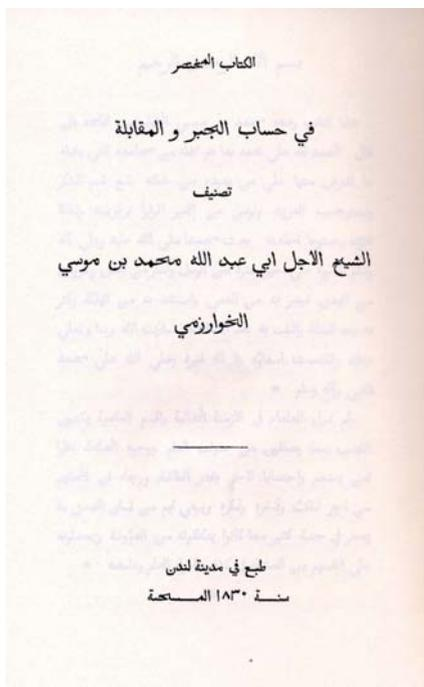 الكتاب المختصر
في حساب الجبر و المقابلة
تصنيف
الشيخ الاجل ابي عبد الله محمد بن موسي
الخوارزمي
طبع في مدينة لندن
سنة ١٨٣٠ المسيحية